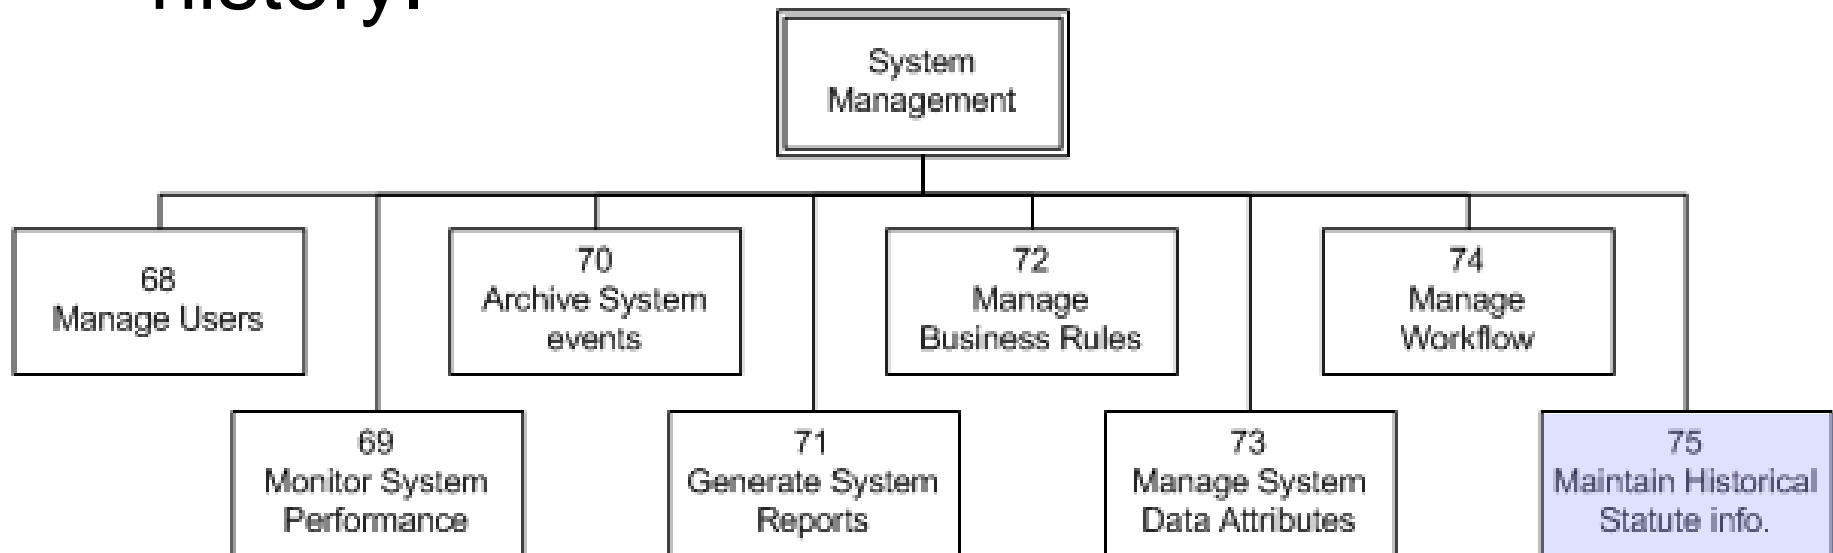 history.
System
Management
68
Manage Users
70
Archive System
events
72
Manage
Business Rules
74
Manage
Workflow
69
Monitor System
Performance
71
Generate System
Reports
73
Manage System
Data Attributes
75
Maintain Historical
Statute info.